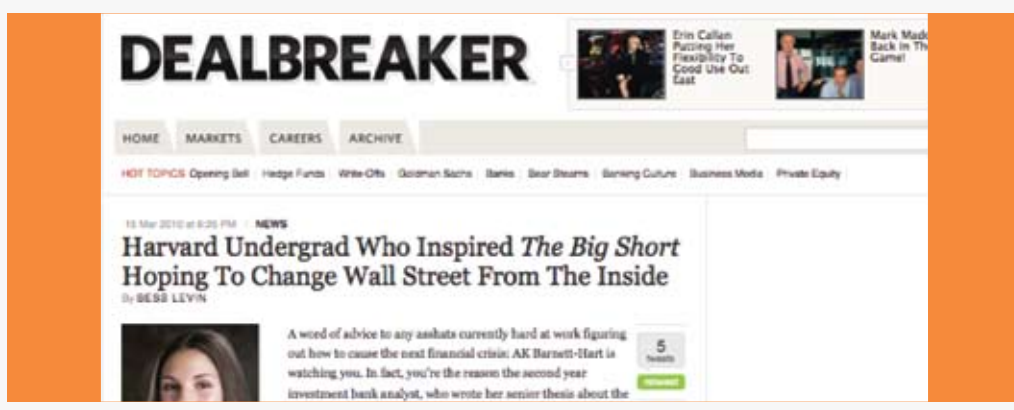 DEALBREAKER
Erin Callan
Putting Her
Flexibility To
Good Use Out
East
Mark Mado
Back In Th
Game!
HOME MARKETS CAREERS ARCHIVE
HOT TOPICS Opening Bell Hedge Funds Write-Offs Goldman Sachs Banks Bear Stearns Banking Culture Business Media Private Equity
15 Mar 2010 at 6:25 PM NEWS
Harvard Undergrad Who Inspired The Big Short
Hoping To Change Wall Street From The Inside
By BESS LEVIN
A word of advice to any asshats currently hard at work figuring
out how to cause the next financial crisis: AK Barnett-Hart is
watching you. In fact, you're the reason the second year
investment bank analyst, who wrote her senior thesis about the
5
tweets
retweet